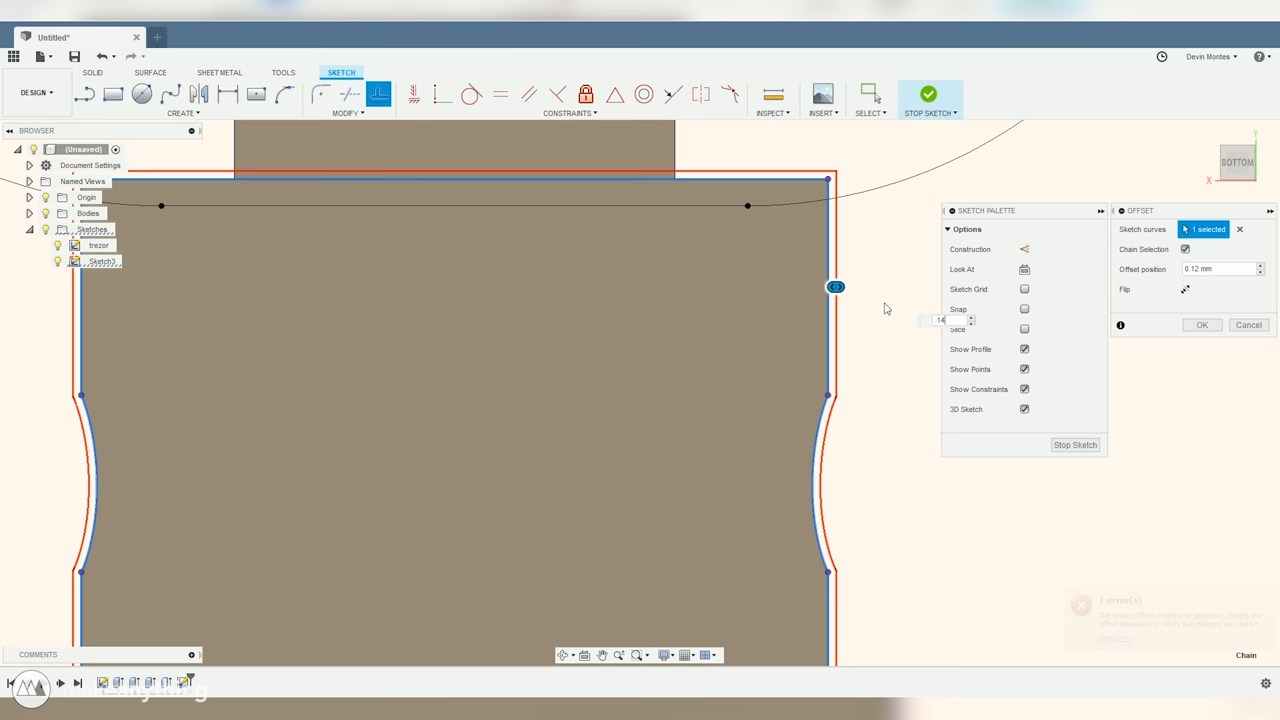 Untitled*
SOLID SURFACE SHEET METAL TOOLS SKETCH
Devin Montes
DESIGN
CREATE MODIFY CONSTRAINTS INSPECT INSERT SELECT STOP SKETCH
BROWSER
(Unsaved)
Document Settings
Named Views
Origin
Bodies
Sketches
trezor
Sketch3
Y
BOTTOM
X
SKETCH PALETTE
Options
Construction
Look At
Sketch Grid
Snap
Slice
Show Profile
Show Points
Show Constraints
3D Sketch
Stop Sketch
.14
OFFSET
Sketch curves 1 selected
Chain Selection
Offset position 0.12 mm
Flip
OK Cancel
1 error(s)
Chain
COMMENTS